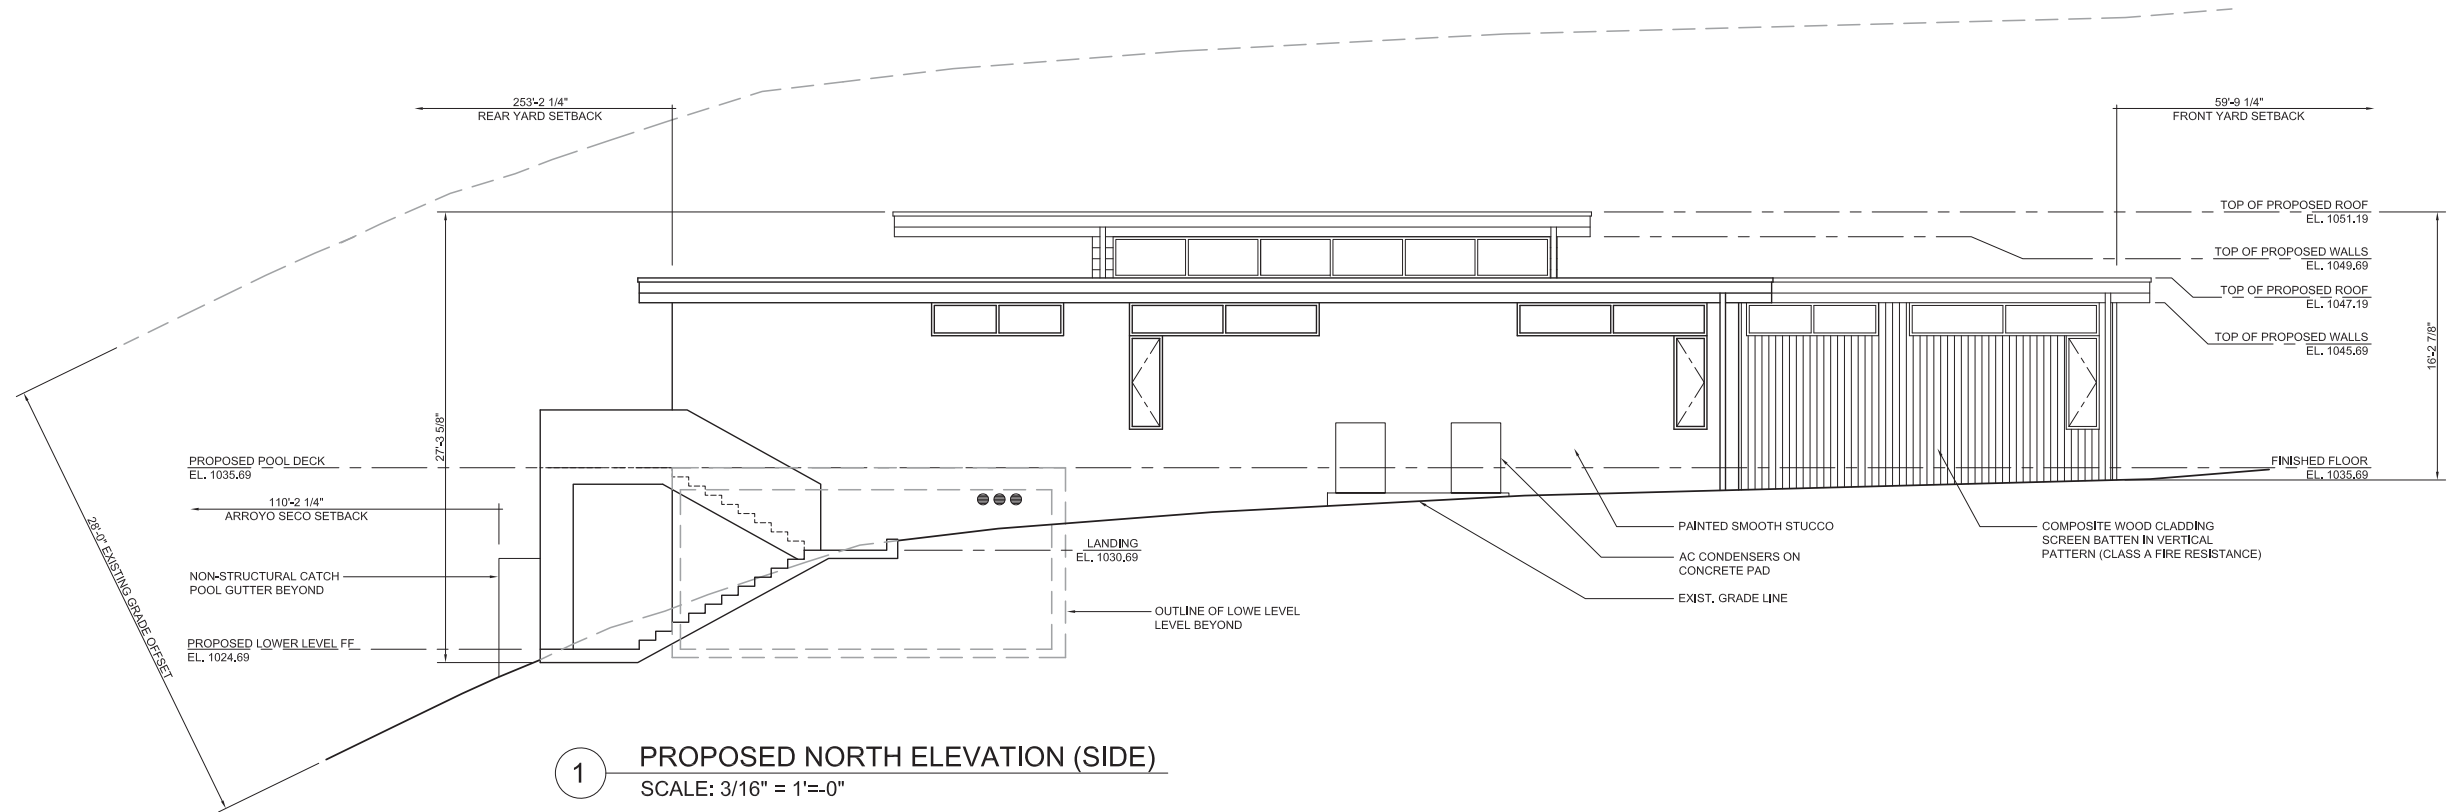 253'-2 1/4"
REAR YARD SETBACK
59'-9 1/4"
FRONT YARD SETBACK
TOP OF PROPOSED ROOF
EL. 1051.19
TOP OF PROPOSED WALLS
EL. 1049.69
TOP OF PROPOSED ROOF
EL. 1047.19
TOP OF PROPOSED WALLS
EL. 1045.69
16'-2 7/8"
27'-3 5/8"
PROPOSED POOL DECK
EL. 1035.69
FINISHED FLOOR
EL. 1035.69
110'-2 1/4"
ARROYO SECO SETBACK
28'-0" EXISTING GRADE OFFSET
NON-STRUCTURAL CATCH
POOL GUTTER BEYOND
LANDING
EL. 1030.69
PAINTED SMOOTH STUCCO
AC CONDENSERS ON
CONCRETE PAD
EXIST. GRADE LINE
COMPOSITE WOOD CLADDING
SCREEN BATTEN IN VERTICAL
PATTERN (CLASS A FIRE RESISTANCE)
OUTLINE OF LOWE LEVEL
LEVEL BEYOND
PROPOSED LOWER LEVEL FF
EL. 1024.69
1
PROPOSED NORTH ELEVATION (SIDE)
SCALE: 3/16" = 1'=-0"